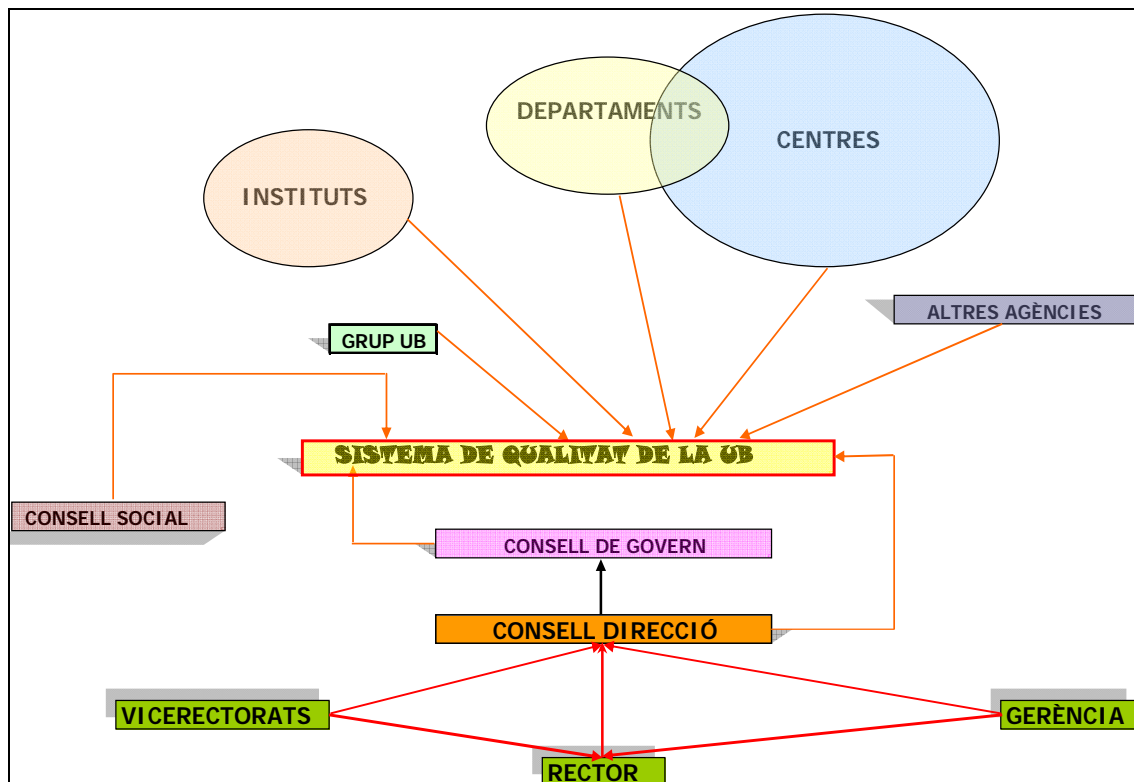 DEPARTAMENTS
CENTRES
INSTITUTS
ALTRES AGÈNCIES
GRUP UB
SISTEMA DE QUALITAT DE LA UB
CONSELL SOCIAL
CONSELL DE GOVERN
CONSELL DIRECCIÓ
VICERECTORATS
GERÈNCIA
RECTOR